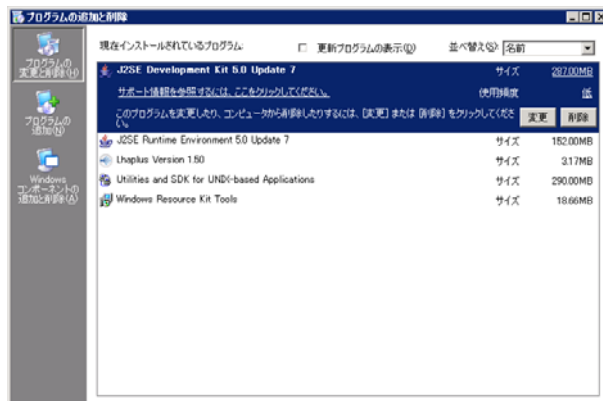 プログラムの追加と削除
プログラムの
変更と削除(H)
プログラムの
追加(N)
Windows
コンポーネントの
追加と削除(A)
現在インストールされているプログラム:
更新プログラムの表示(D)
並べ替え(S):
名前
J2SE Development Kit 5.0 Update 7
サイズ
287.00MB
サポート情報を参照するには、ここをクリックしてください。
使用頻度
低
このプログラムを変更したり、コンピュータから削除したりするには、[変更] または [削除] をクリックしてくださ
い。
変更
削除
J2SE Runtime Environment 5.0 Update 7
サイズ
152.00MB
Lhaplus Version 1.50
サイズ
3.17MB
Utilities and SDK for UNIX-based Applications
サイズ
290.00MB
Windows Resource Kit Tools
サイズ
18.66MB